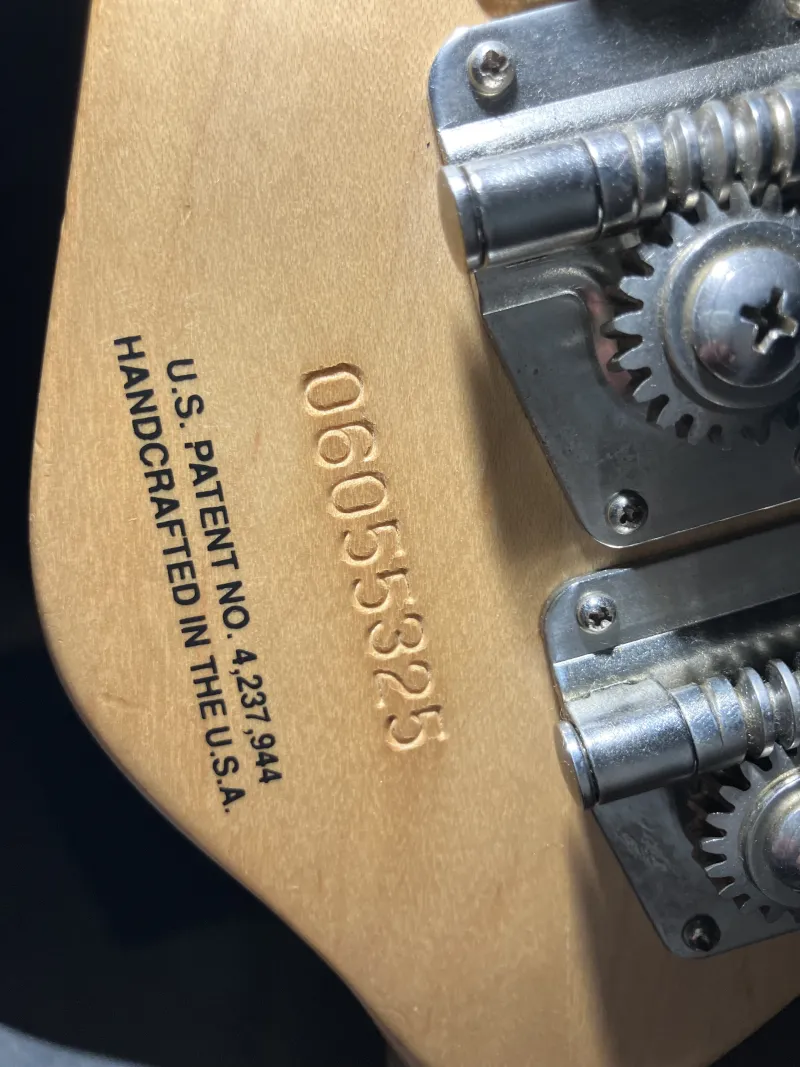 06055325
U.S. PATENT NO. 4,237,944
HANDCRAFTED IN THE U.S.A.